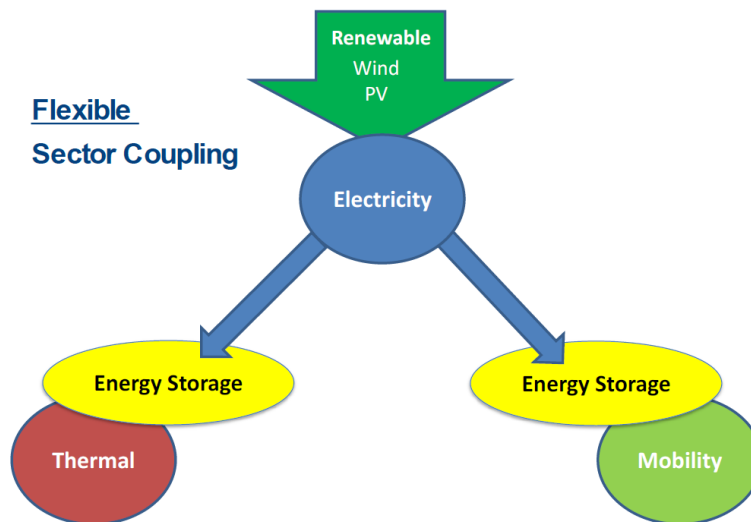 Renewable
Wind
PV
Flexible
Sector Coupling
Electricity
Energy Storage
Energy Storage
Thermal
Mobility